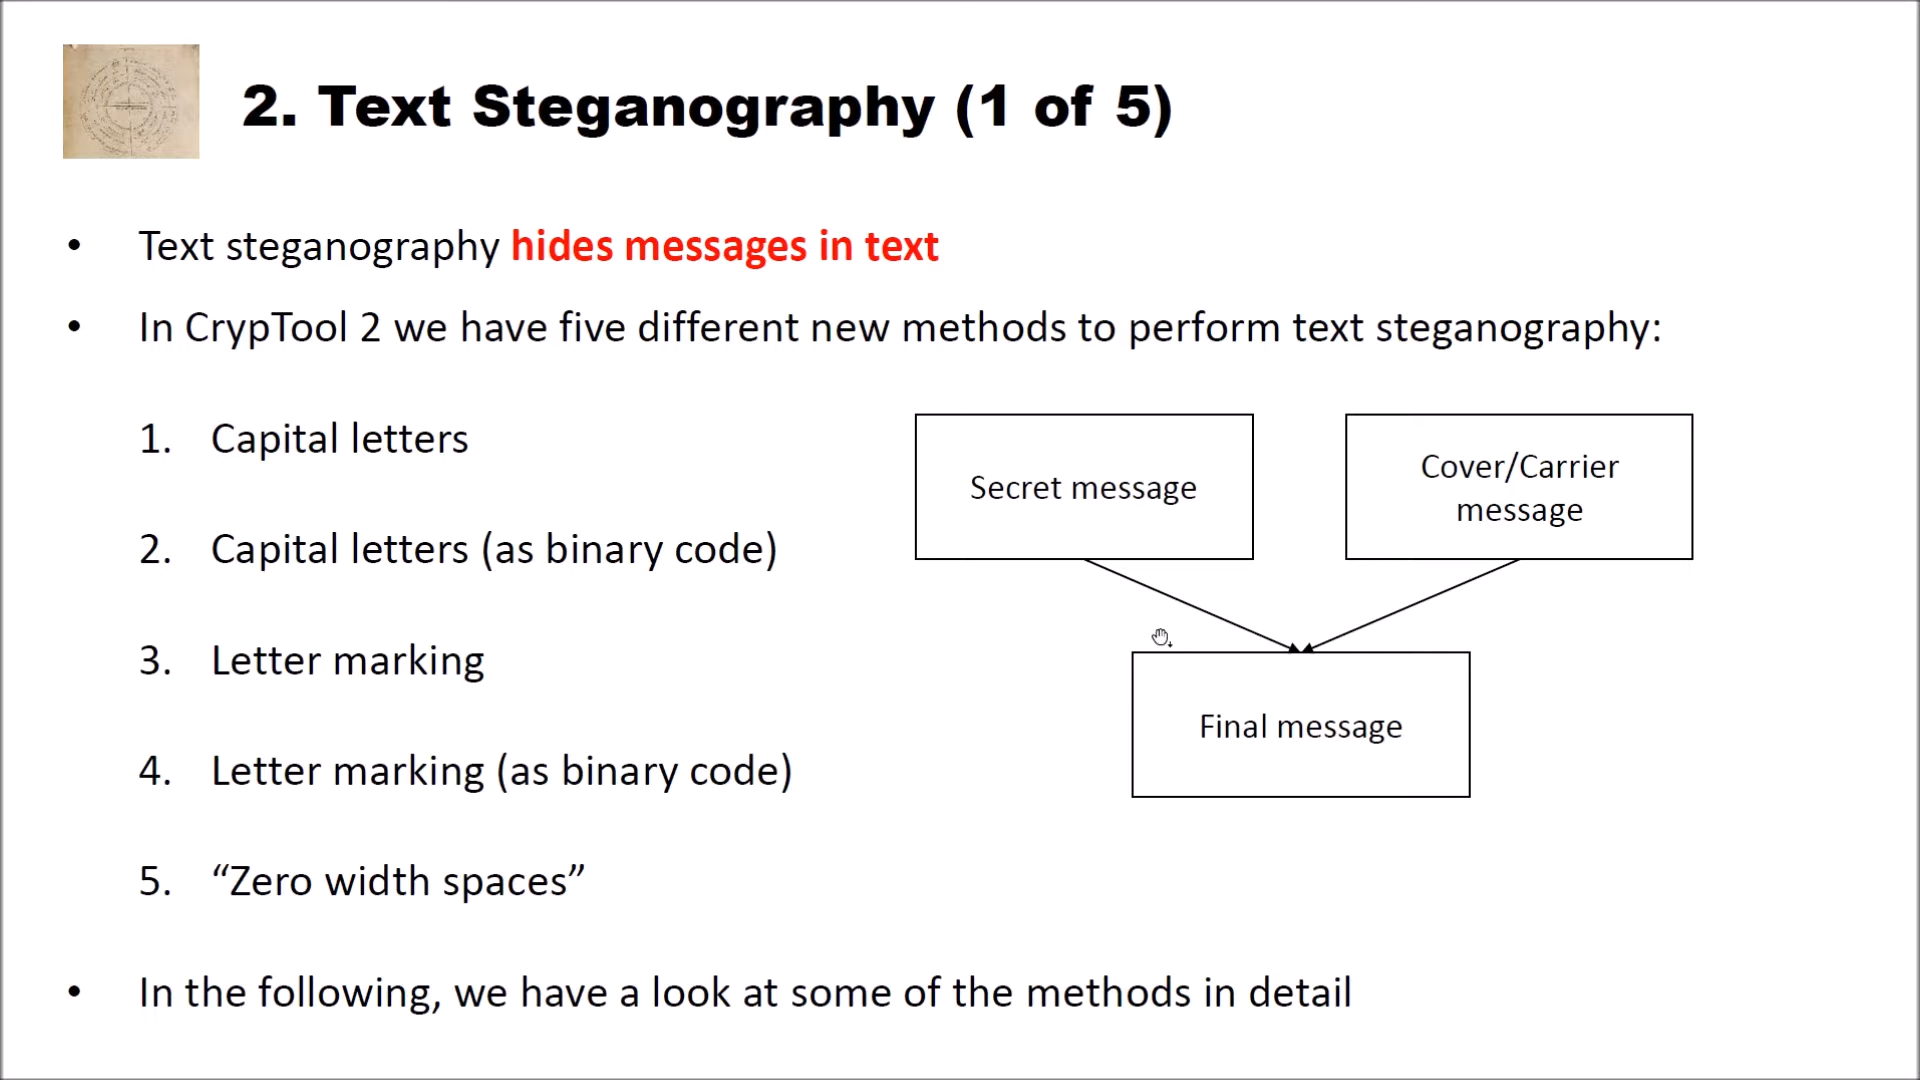 2. Text Steganography (1 of 5)
• Text steganography hides messages in text
• In CrypTool 2 we have five different new methods to perform text steganography:
1. Capital letters
2. Capital letters (as binary code)
3. Letter marking
4. Letter marking (as binary code)
5. “Zero width spaces”
Secret message
Cover/Carrier
message
Final message
• In the following, we have a look at some of the methods in detail